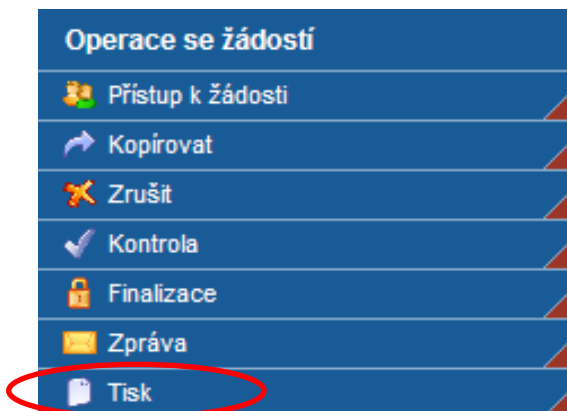 Operace se žádostí
Přístup k žádosti
Kopírovat
Zrušit
Kontrola
Finalizace
Zpráva
Tisk